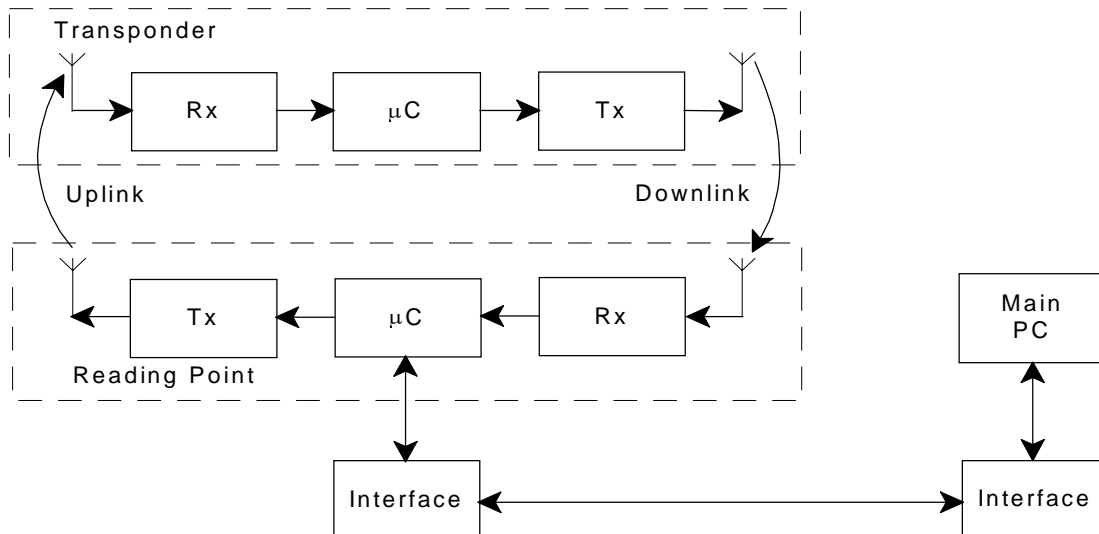 Transponder
Rx
μC
Tx
Uplink
Downlink
Tx
μC
Rx
Main
PC
Reading Point
Interface
Interface